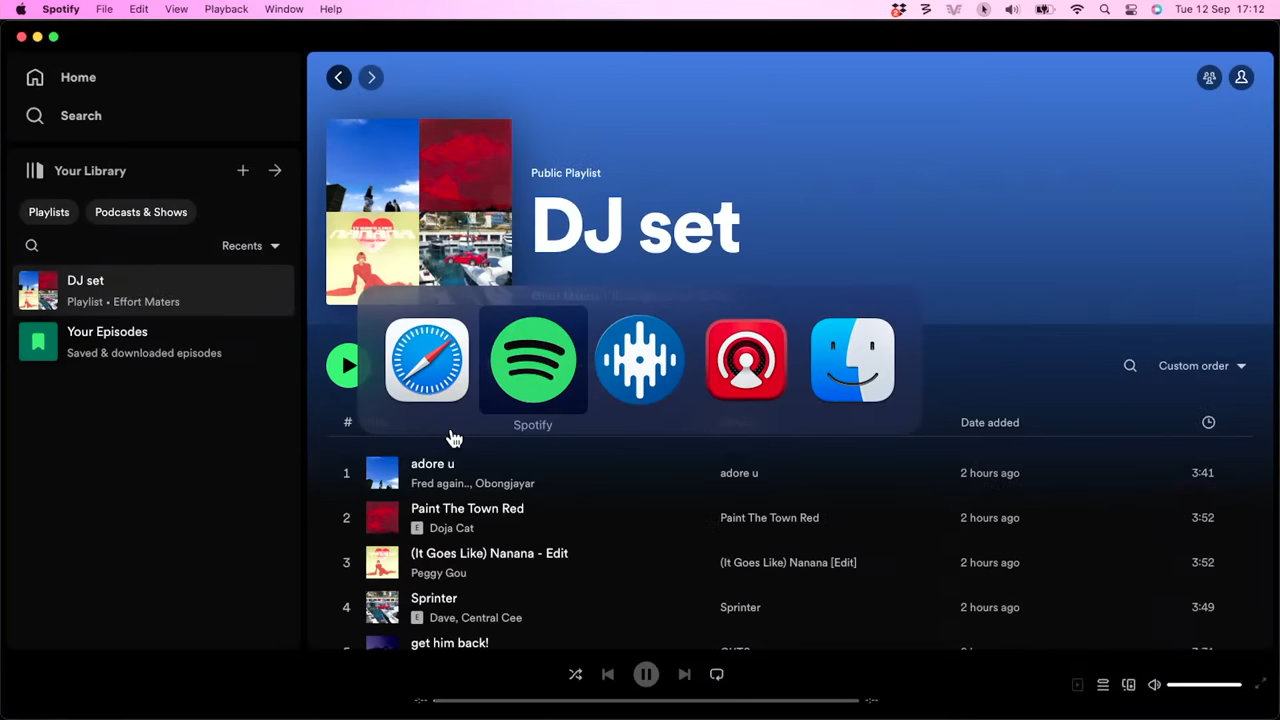 Spotify File Edit View Playback Window Help Tue 12 Sep 17:12
Home
Search
Your Library
Playlists Podcasts & Shows
Recents
DJ set
Playlist • Effort Maters
Your Episodes
Saved & downloaded episodes
Public Playlist
DJ set
Custom order
Spotify
# Date added
1 adore u adore u 2 hours ago 3:41
Fred again.., Obongjayar
2 Paint The Town Red Paint The Town Red 2 hours ago 3:52
E Doja Cat
3 (It Goes Like) Nanana - Edit (It Goes Like) Nanana [Edit] 2 hours ago 3:52
Peggy Gou
4 Sprinter Sprinter 2 hours ago 3:49
E Dave, Central Cee
get him back!
-:-- -:--